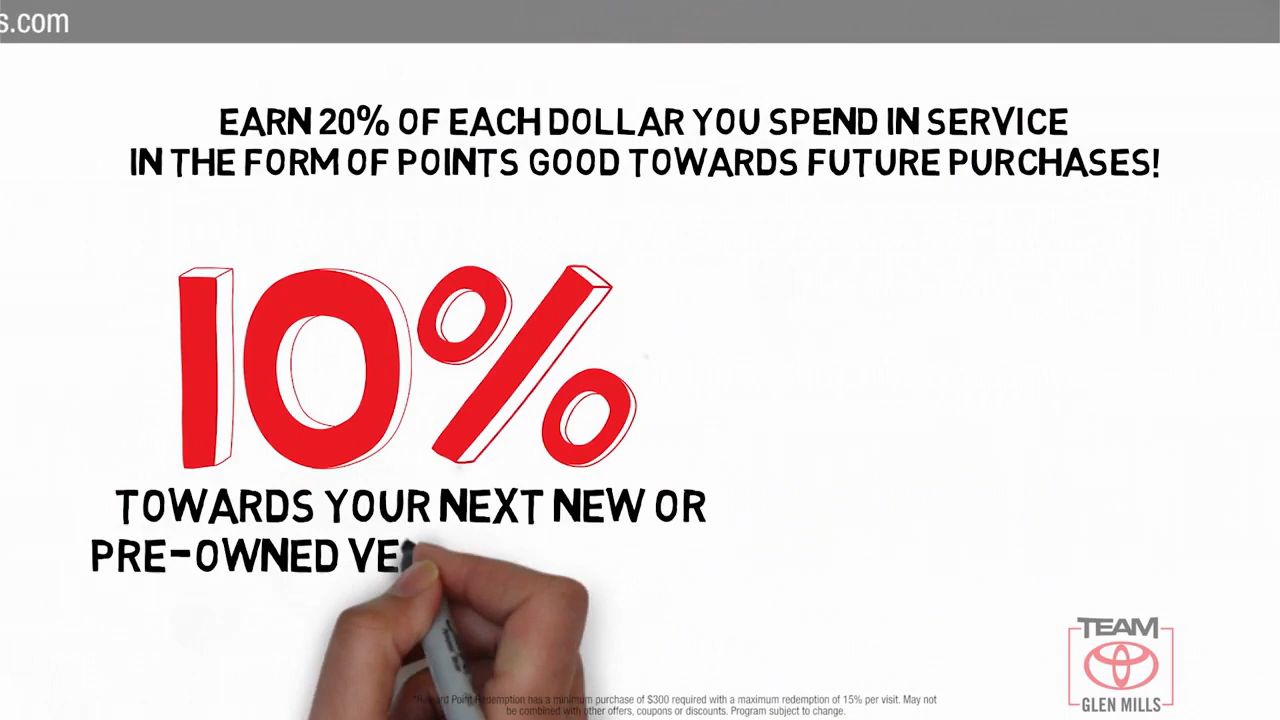 s.com
EARN 20% OF EACH DOLLAR YOU SPEND IN SERVICE
IN THE FORM OF POINTS GOOD TOWARDS FUTURE PURCHASES!
10%
TOWARDS YOUR NEXT NEW OR
PRE-OWNED VE
*Reward Point Redemption has a minimum purchase of $300 required with a maximum redemption of 15% per visit. May not
be combined with other offers, coupons or discounts. Program subject to change.
TEAM
GLEN MILLS